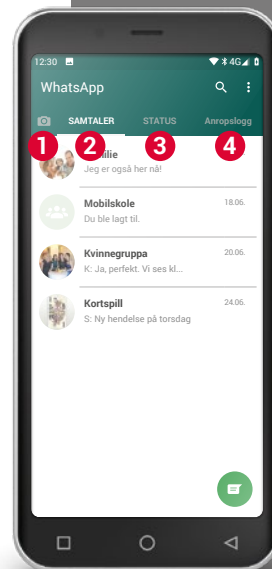 12:30 4G
WhatsApp
SAMTALER STATUS Anropslogg
1 2 3 4
Jeg er også her nå!
Mobilskole 18.06.
Du ble lagt til.
Kvinnegruppa 20.06.
K: Ja, perfekt. Vi ses kl...
Kortspill 24.06.
S: Ny hendelse på torsdag